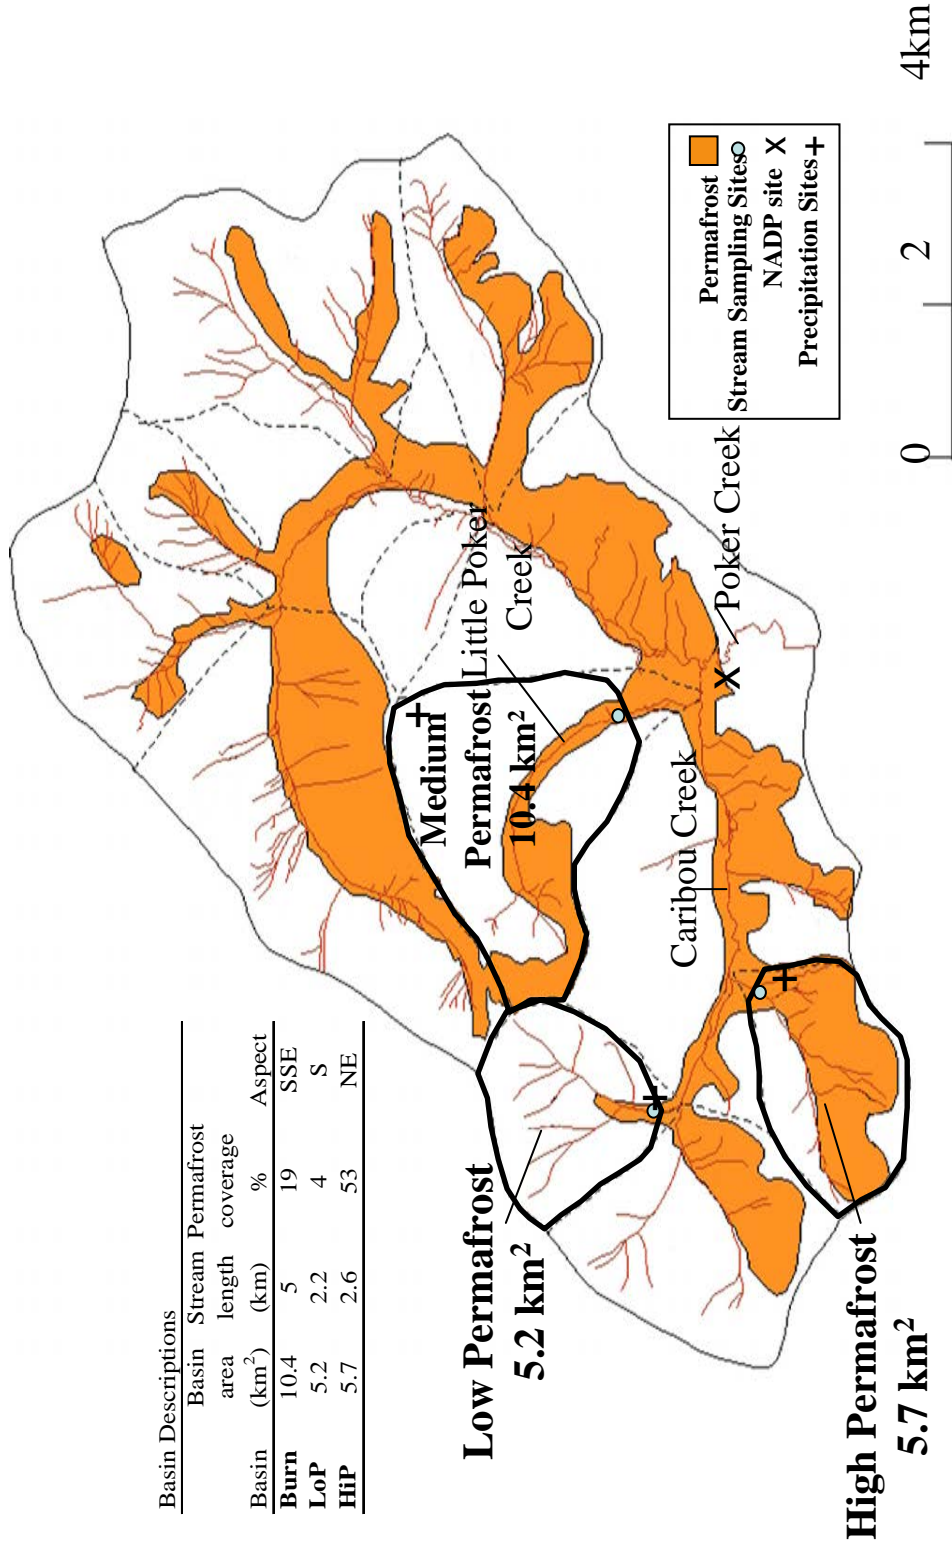 Basin Descriptions
Basin Stream Permafrost
area length coverage
Basin (km²) (km) % Aspect
Burn 10.4 5 19 SSE
LoP 5.2 2.2 4 S
HiP 5.7 2.6 53 NE
Low Permafrost
5.2 km²
Medium
Permafrost
10.4 km²
Little Poker
Creek
Caribou Creek
Poker Creek
X
High Permafrost
5.7 km²
Permafrost
Stream Sampling Sites
NADP site X
Precipitation Sites+
0 2 4km